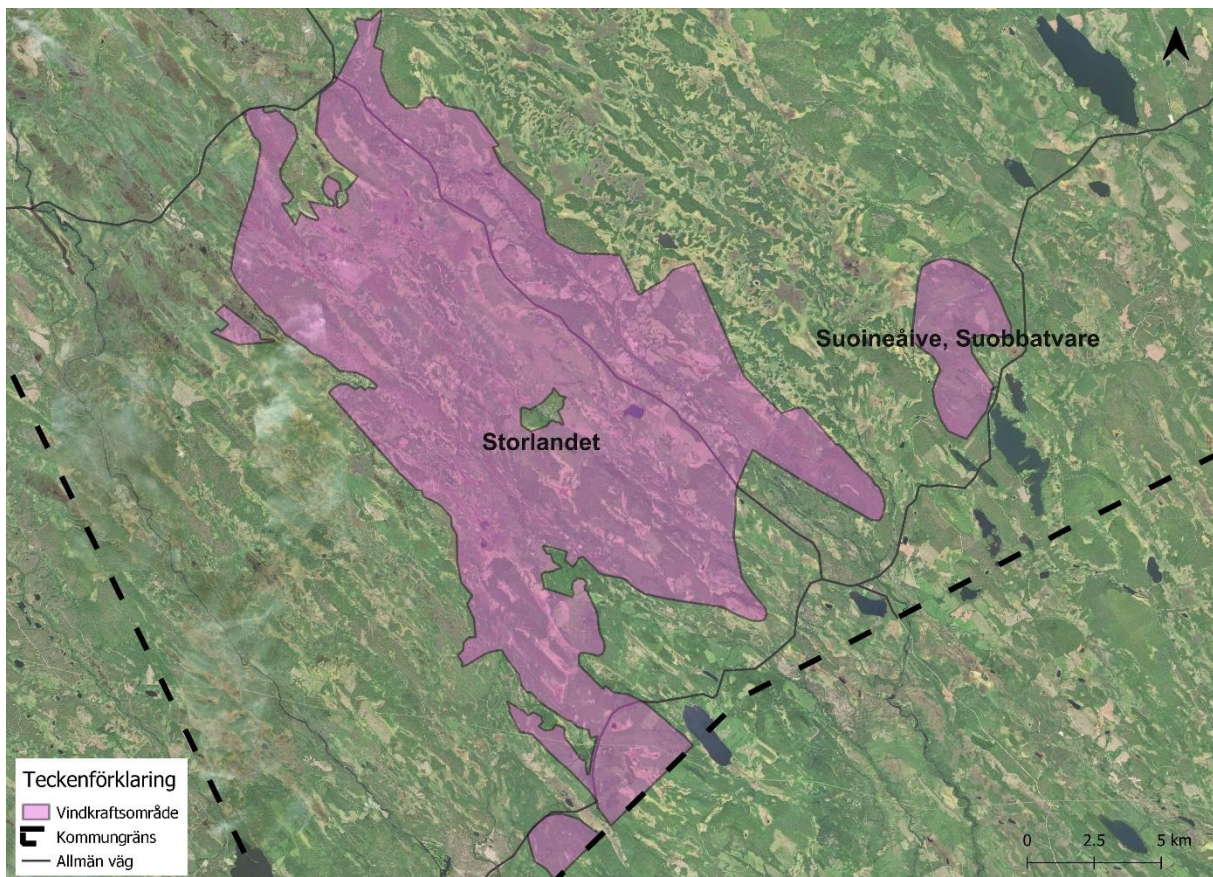 Suoineåive, Suobbatvare
Storlandet
Teckenförklaring
Vindkraftsområde
Kommungräns
Allmän väg
0 2.5 5 km